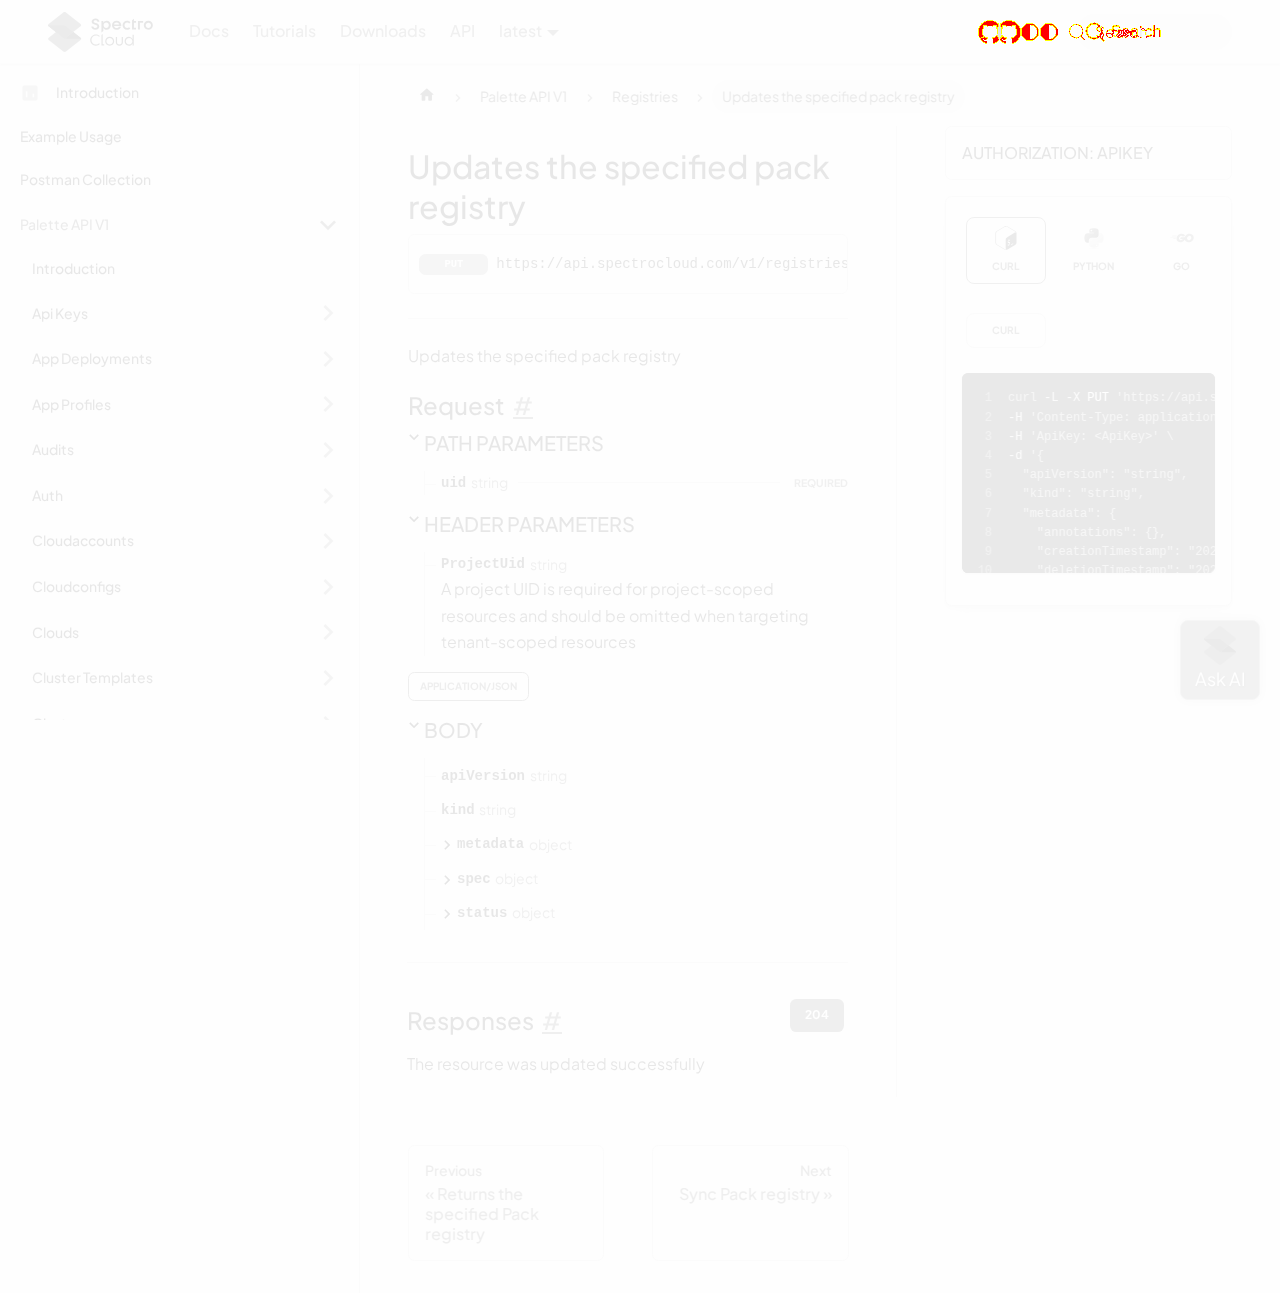 Spectro
Cloud
Docs
Tutorials
Downloads
API
latest
Introduction
Example Usage
Postman Collection
Palette API V1
Introduction
Api Keys
App Deployments
App Profiles
Audits
Auth
Cloudaccounts
Cloudconfigs
Clouds
Cluster Templates
Palette API V1
Registries
Updates the specified pack registry
Updates the specified pack
registry
PUT
https://api.spectrocloud.com/v1/registries
Updates the specified pack registry
Request #
PATH PARAMETERS
uid string
REQUIRED
HEADER PARAMETERS
ProjectUid string
A project UID is required for project-scoped
resources and should be omitted when targeting
tenant-scoped resources
APPLICATION/JSON
BODY
apiVersion string
kind string
metadata object
spec object
status object
Responses #
204
The resource was updated successfully
Previous
« Returns the
specified Pack
registry
Next
Sync Pack registry »
AUTHORIZATION: APIKEY
CURL
PYTHON
GO
CURL
1 curl -L -X PUT 'https://api.s
2 -H 'Content-Type: application
3 -H 'ApiKey: <ApiKey>' \
4 -d '{
5 "apiVersion": "string",
6 "kind": "string",
7 "metadata": {
8 "annotations": {},
9 "creationTimestamp": "202
10 "deletionTimestamp": "202
Ask AI